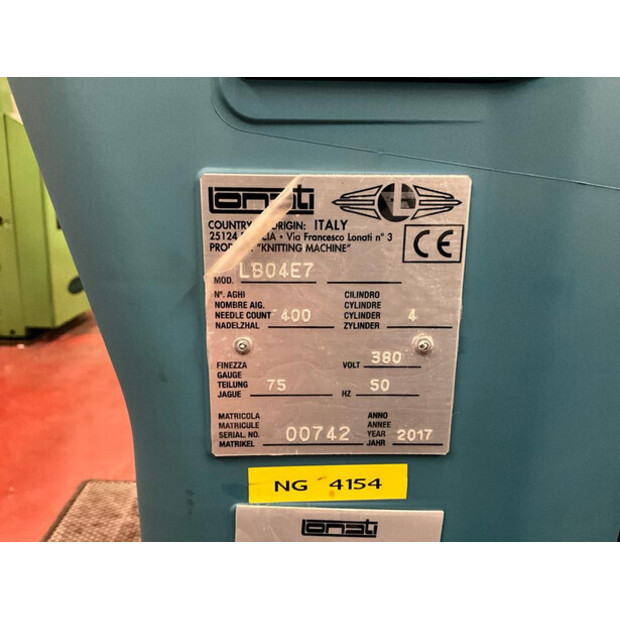 Lonati
L
COUNTRY ORIGIN: ITALY
25124 LIA • Via Francesco Lonati n° 3
PRODU "KNITTING MACHINE"
CE
MOD. LB04E7
N°. AGHI
NOMBRE AIG.
NEEDLE COUNT 400
NADELZHAL
CILINDRO
CYLINDRE
CYLINDER 4
ZYLINDER
FINEZZA
GAUGE
TEILUNG 75
JAGUE
VOLT 380
HZ 50
MATRICOLA
MATRICULE
SERIAL. NO. 00742
MATRIKEL
ANNO
ANNEE
YEAR 2017
JAHR
NG 4154
Lonati